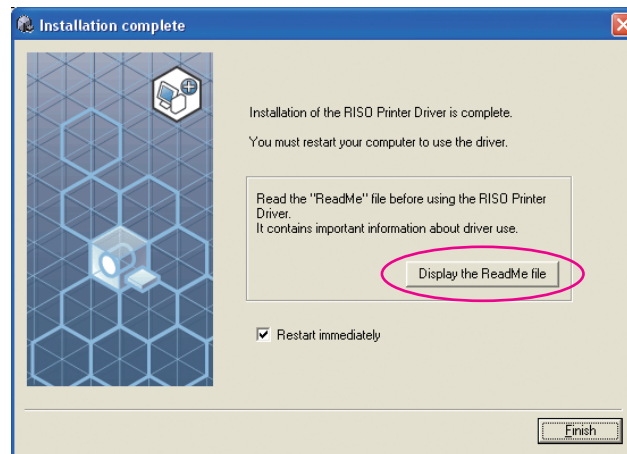 Installation complete
Installation of the RISO Printer Driver is complete.
You must restart your computer to use the driver.
Read the "ReadMe" file before using the RISO Printer
Driver.
It contains important information about driver use.
Display the ReadMe file
Restart immediately
Finish